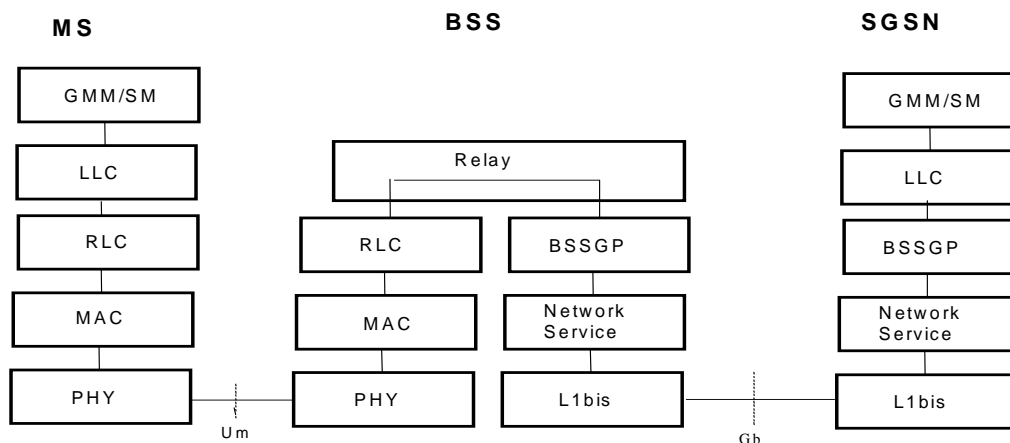 MS
BSS
SGSN
GMM/SM
LLC
RLC
MAC
PHY
Um
Relay
RLC
MAC
PHY
BSSGP
Network
Service
L1bis
Gb
GMM/SM
LLC
BSSGP
Network
Service
L1bis